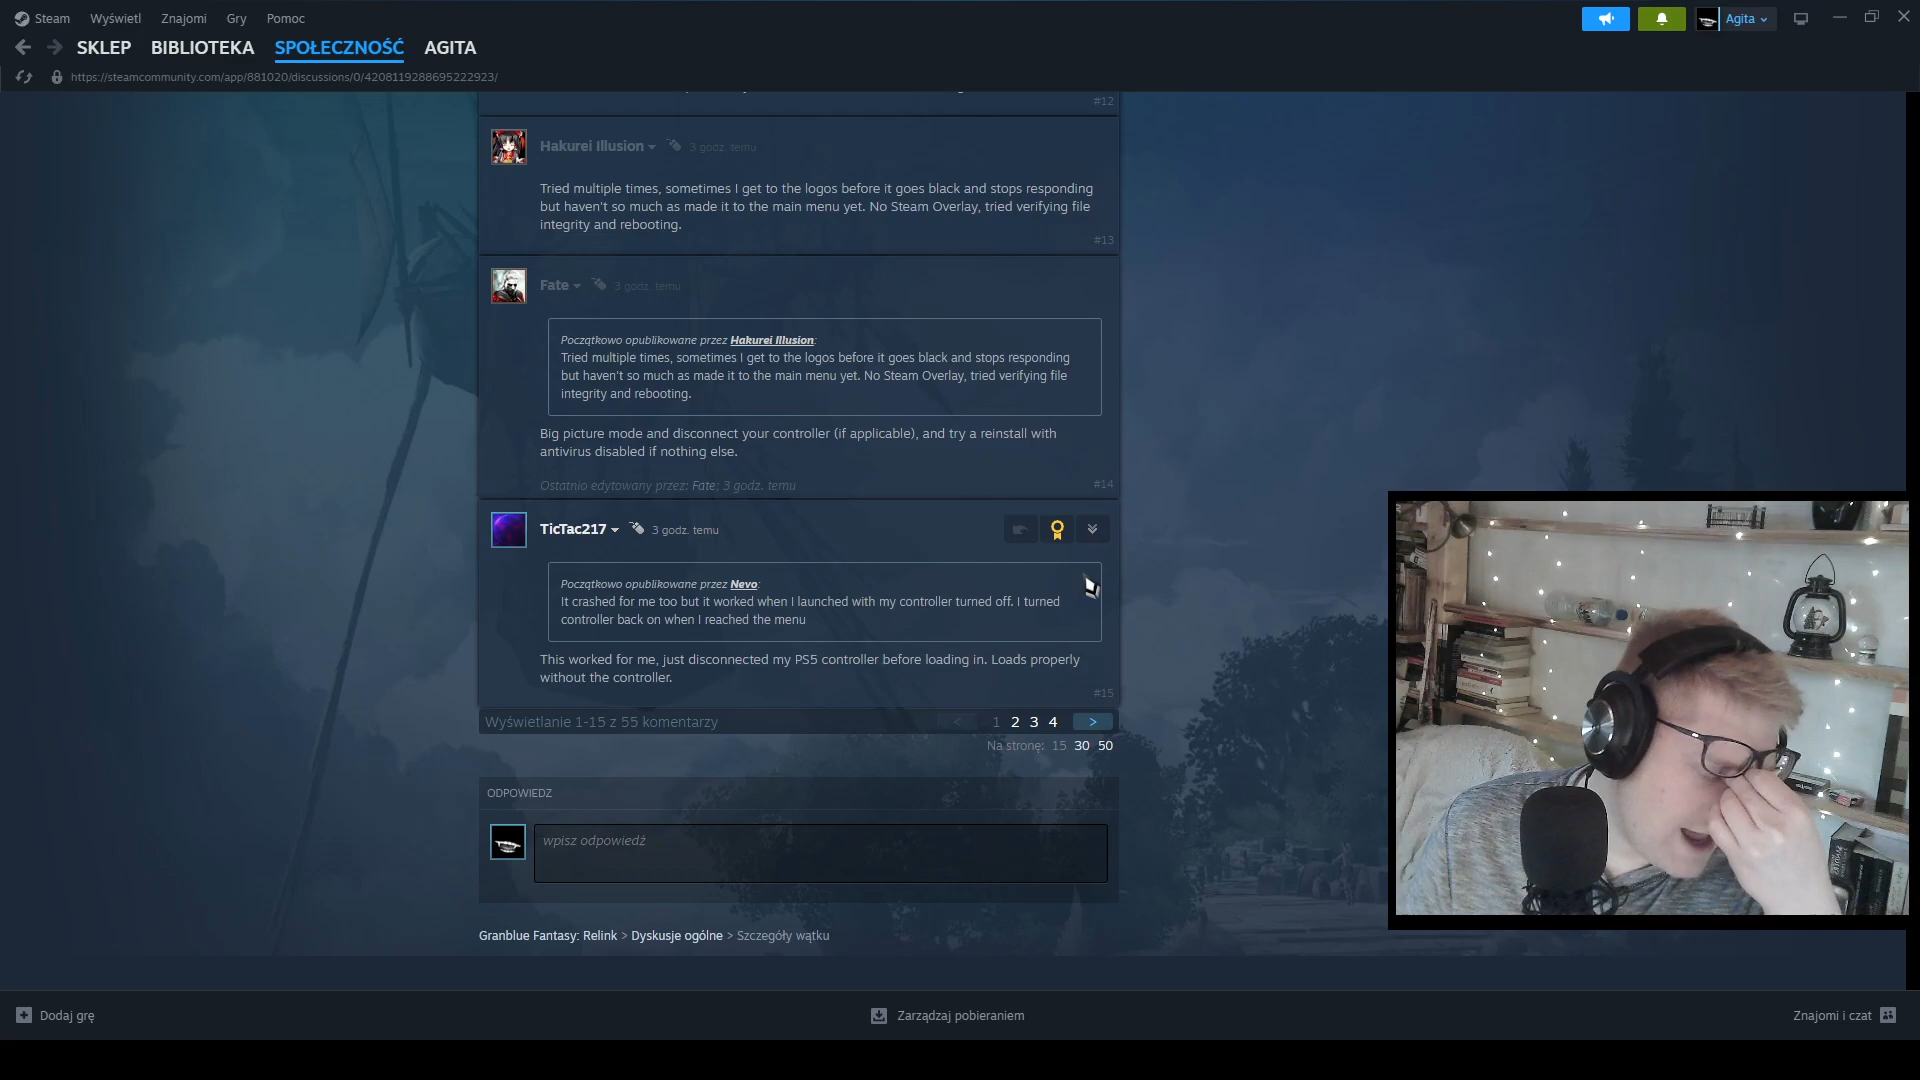 Steam Wyświetl Znajomi Gry Pomoc
Agita
SKLEP BIBLIOTEKA SPOŁECZNOŚĆ AGITA
https://steamcommunity.com/app/881020/discussions/0/4208119288695222923/
#12
Hakurei Illusion 3 godz. temu
Tried multiple times, sometimes I get to the logos before it goes black and stops responding
but haven't so much as made it to the main menu yet. No Steam Overlay, tried verifying file
integrity and rebooting.
#13
Fate 3 godz. temu
Początkowo opublikowane przez Hakurei Illusion:
Tried multiple times, sometimes I get to the logos before it goes black and stops responding
but haven't so much as made it to the main menu yet. No Steam Overlay, tried verifying file
integrity and rebooting.
Big picture mode and disconnect your controller (if applicable), and try a reinstall with
antivirus disabled if nothing else.
Ostatnio edytowany przez: Fate; 3 godz. temu
#14
TicTac217 3 godz. temu
Początkowo opublikowane przez Nevo:
It crashed for me too but it worked when I launched with my controller turned off. I turned
controller back on when I reached the menu
This worked for me, just disconnected my PS5 controller before loading in. Loads properly
without the controller.
#15
Wyświetlanie 1-15 z 55 komentarzy < 1 2 3 4 >
Na stronę: 15 30 50
ODPOWIEDZ
wpisz odpowiedź
Granblue Fantasy: Relink > Dyskusje ogólne > Szczegóły wątku
Dodaj grę
Zarządzaj pobieraniem
Znajomi i czat